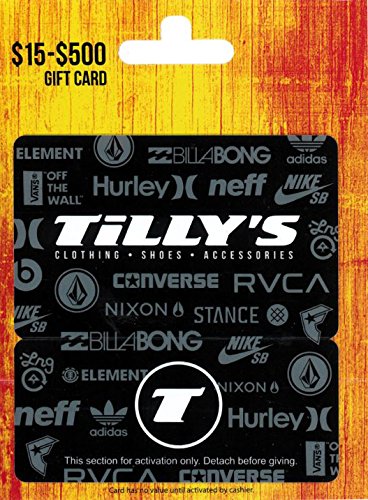 $15-$500
GIFT CARD
ELEMENT
BILLABONG
adidas
VANS
"OFF
THE
WALL"
Hurley
neff
NIKE
SB
TiLLY'S
CLOTHING • SHOES • ACCESSORIES
CONVERSE
RVCA
NIKE
SB
NIXON
STANCE
BILLABONG
NIKE
SB
Lng
ELEMENT
NIXON
neff
adidas
T
Hurley
VANS
This section for activation only. Detach before giving.
RVCA
CONVERSE
Card has no value until activated by cashier.